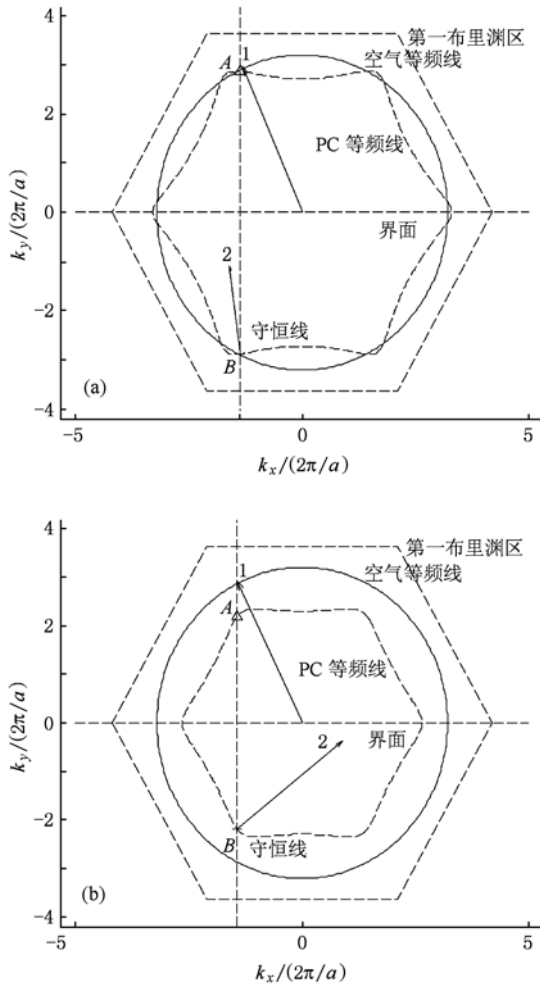 4
第一布里渊区
A
1
空气等频线
2
PC 等频线
k_y/(2π/a)
0
界面
2
-2
守恒线
B
(a)
-4
-5
0
5
k_x/(2π/a)
4
第一布里渊区
1
空气等频线
2
A
PC 等频线
k_y/(2π/a)
0
2
界面
-2
B
守恒线
(b)
-4
-5
0
5
k_x/(2π/a)